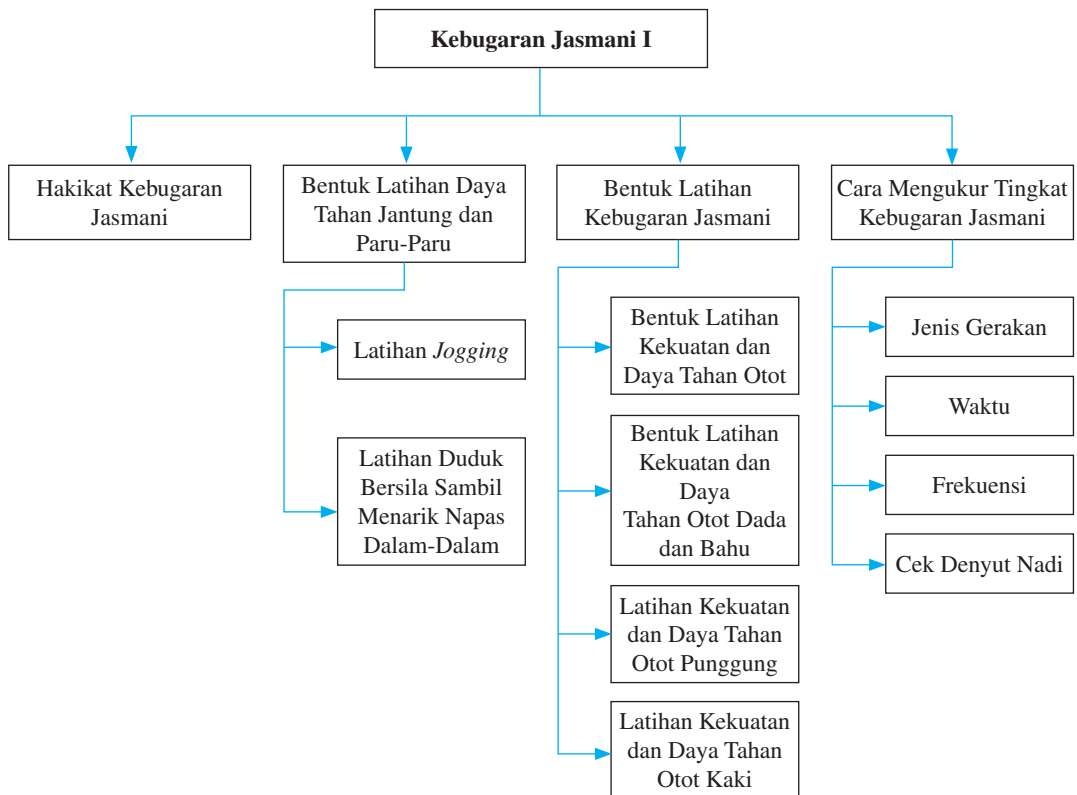 Kebugaran Jasmani I
Hakikat Kebugaran
Jasmani
Bentuk Latihan Daya
Tahan Jantung dan
Paru-Paru
Latihan Jogging
Latihan Duduk
Bersila Sambil
Menarik Napas
Dalam-Dalam
Bentuk Latihan
Kebugaran Jasmani
Bentuk Latihan
Kekuatan dan
Daya Tahan Otot
Bentuk Latihan
Kekuatan dan
Daya
Tahan Otot Dada
dan Bahu
Latihan Kekuatan
dan Daya Tahan
Otot Punggung
Latihan Kekuatan
dan Daya Tahan
Otot Kaki
Cara Mengukur Tingkat
Kebugaran Jasmani
Jenis Gerakan
Waktu
Frekuensi
Cek Denyut Nadi